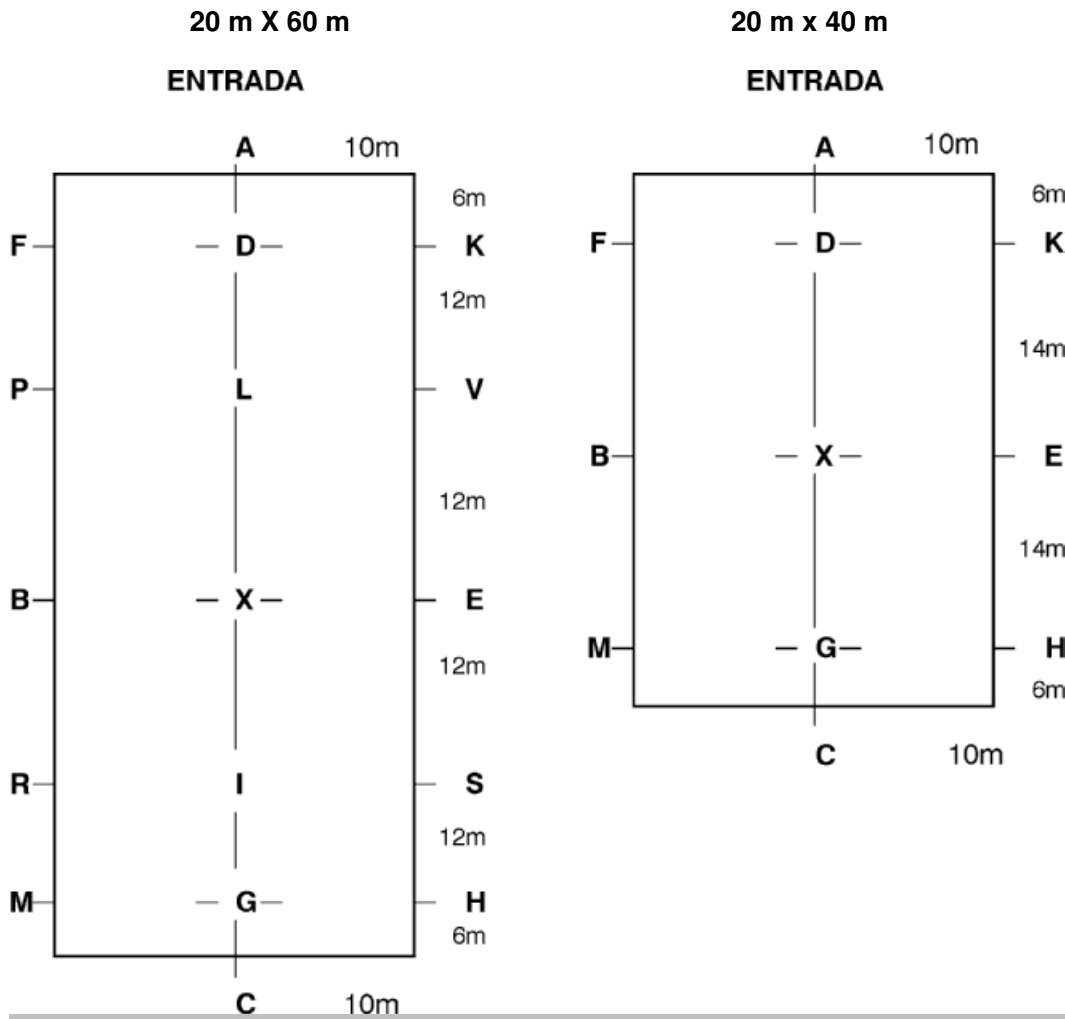 20 m X 60 m
ENTRADA
A 10m
6m
F D K
12m
P L V
12m
B X E
12m
R I S
12m
M G H
6m
C 10m
20 m x 40 m
ENTRADA
A 10m
6m
F D K
14m
B X E
14m
M G H
6m
C 10m